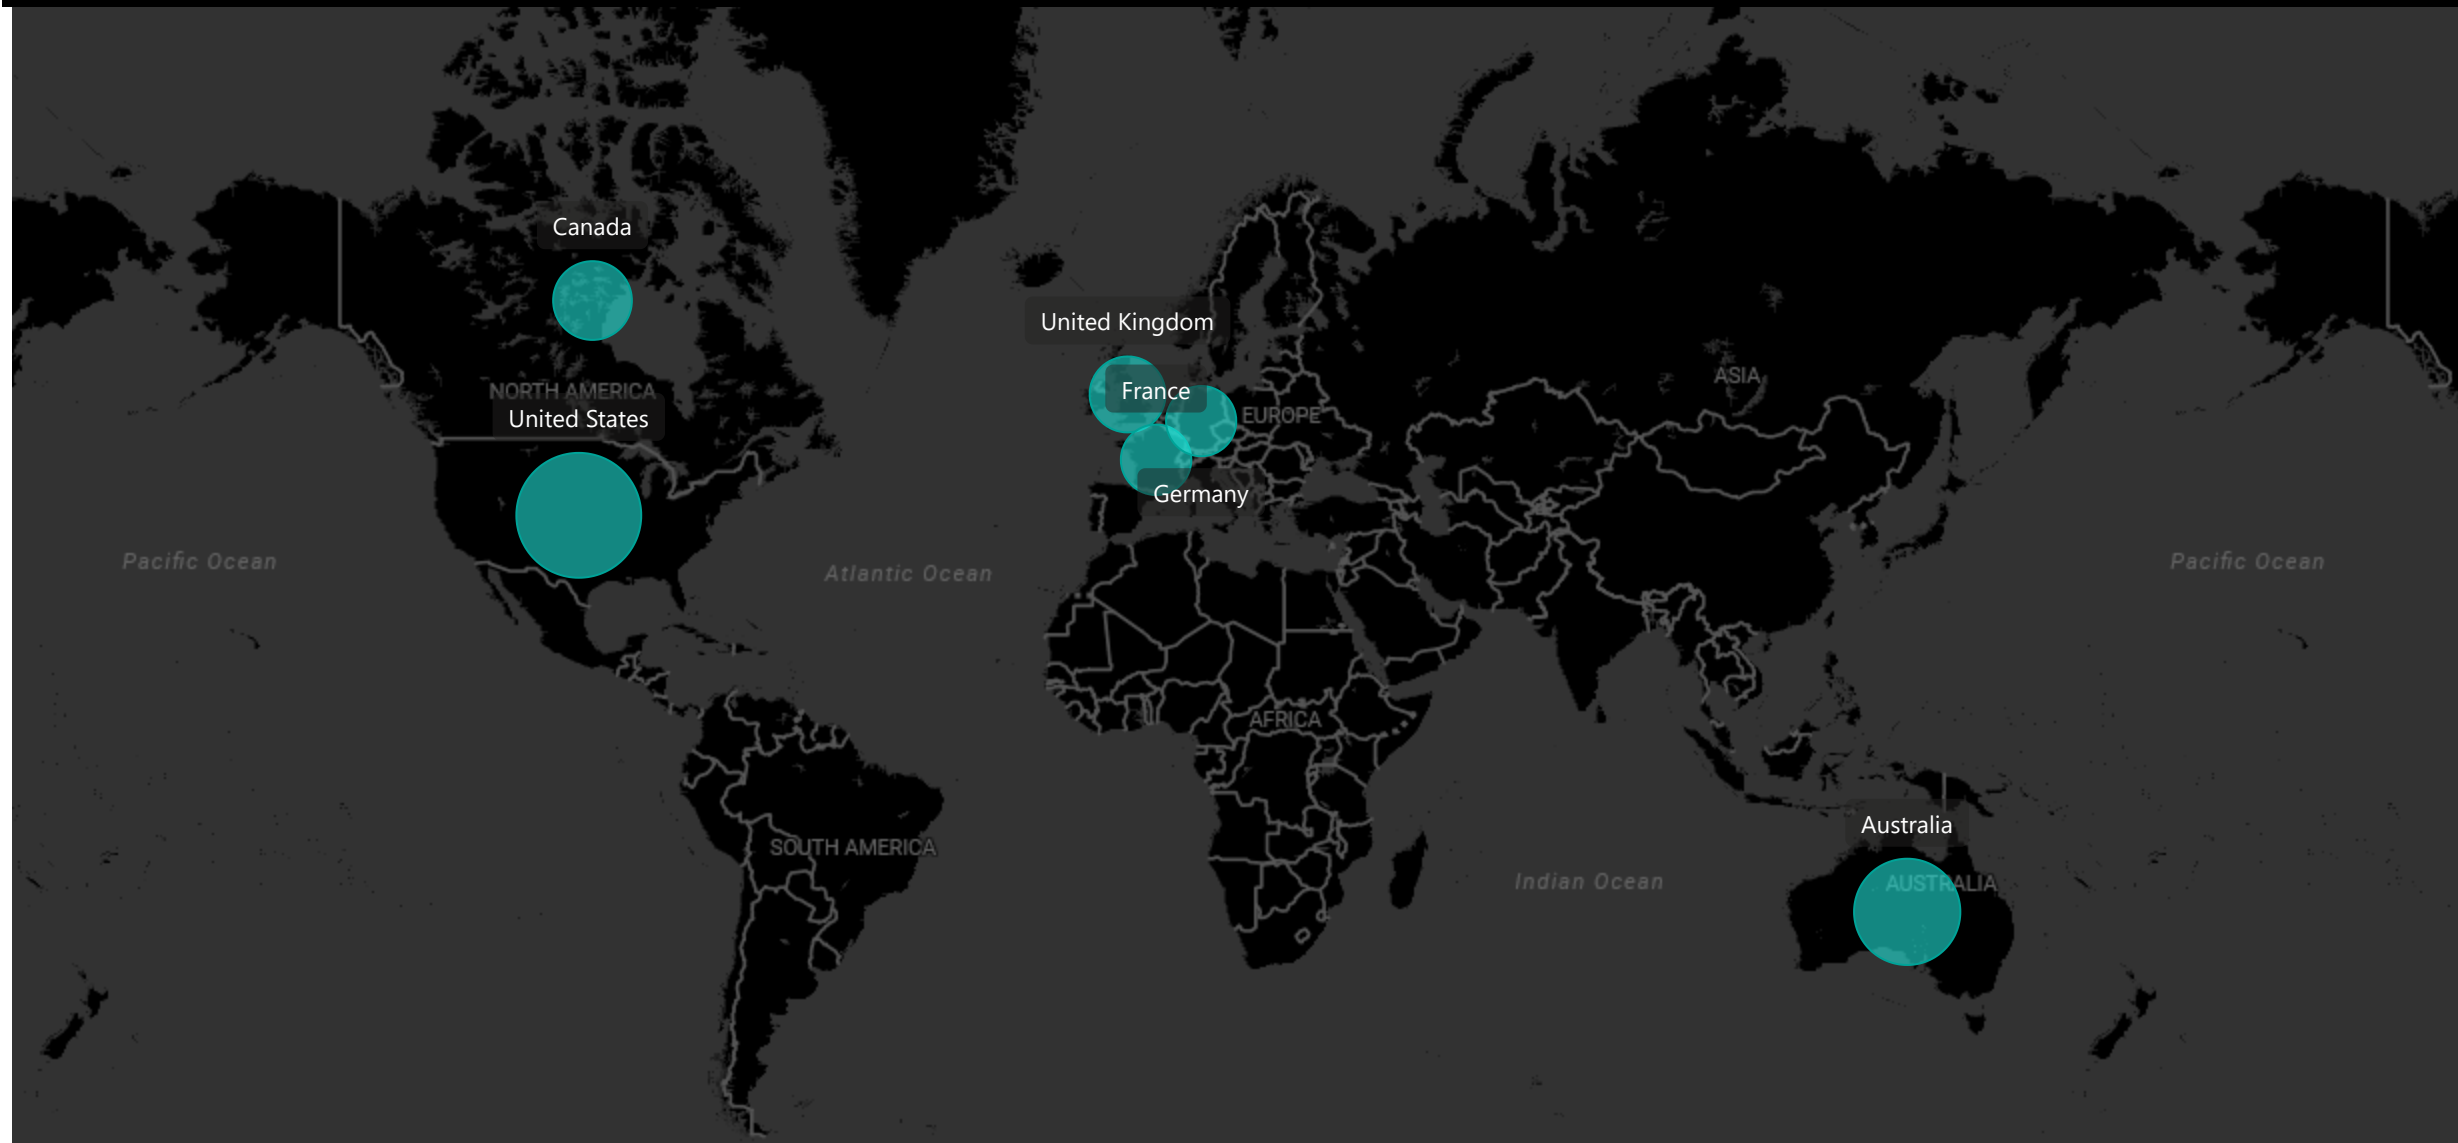 Canada
United Kingdom
ASIA
NORTH AMERICA
France
EUROPE
United States
Germany
Pacific Ocean
Atlantic Ocean
Pacific Ocean
AFRICA
Australia
SOUTH AMERICA
Indian Ocean
AUSTRALIA